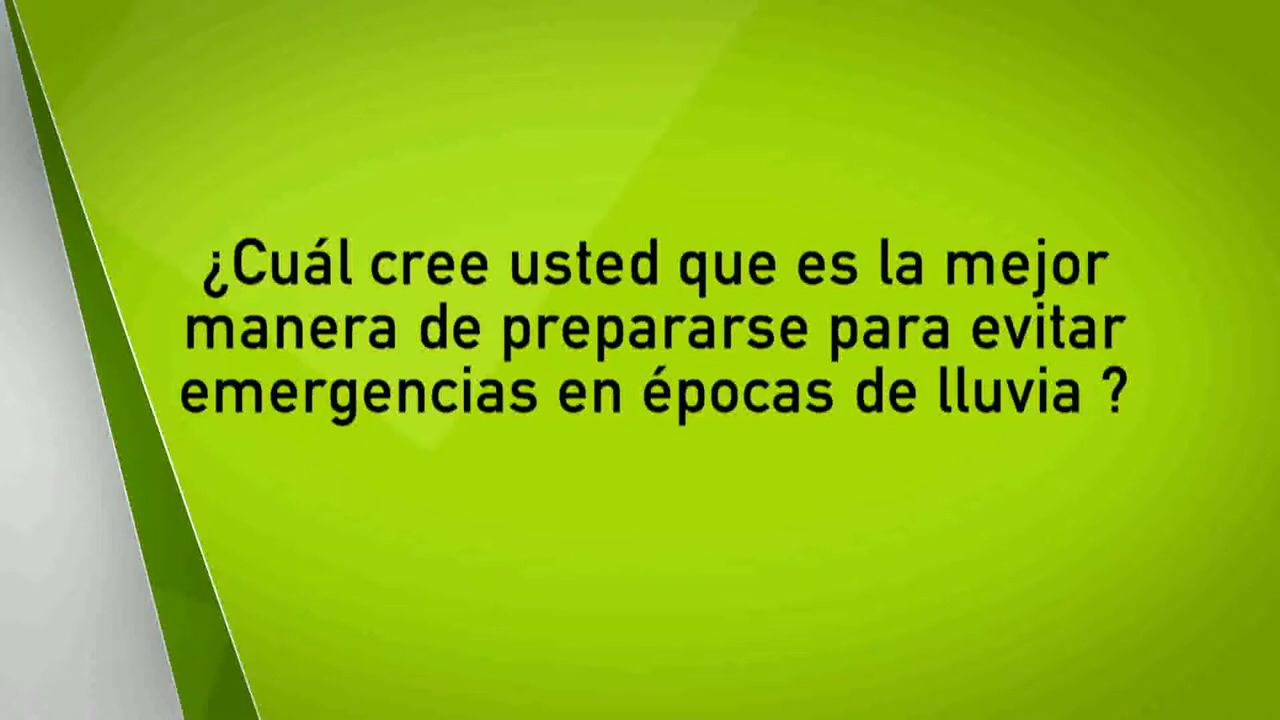 ¿Cuál cree usted que es la mejor
manera de prepararse para evitar
emergencias en épocas de lluvia ?